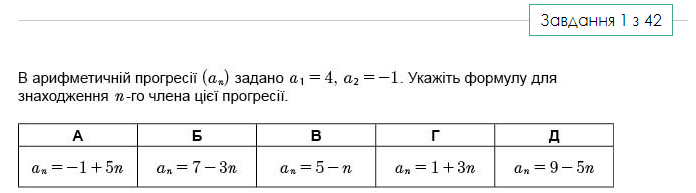 Завдання 1 з 42
В арифметичній прогресії (aₙ) задано a₁ = 4, a₂ = −1. Укажіть формулу для
знаходження n-го члена цієї прогресії.
А Б В Г Д
aₙ = −1 + 5n aₙ = 7 − 3n aₙ = 5 − n aₙ = 1 + 3n aₙ = 9 − 5n